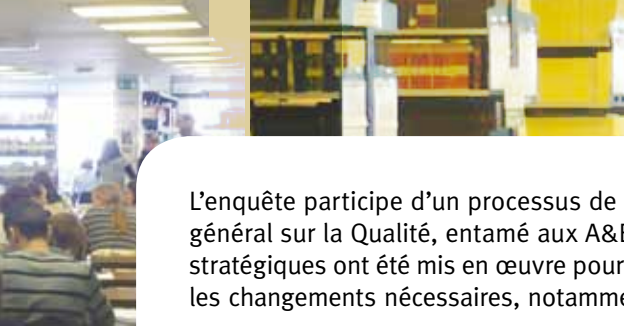 L’enquête participe d’un processus de
général sur la Qualité, entamé aux
stratégiques ont été mis en œuvre pour
les changements nécessaires,